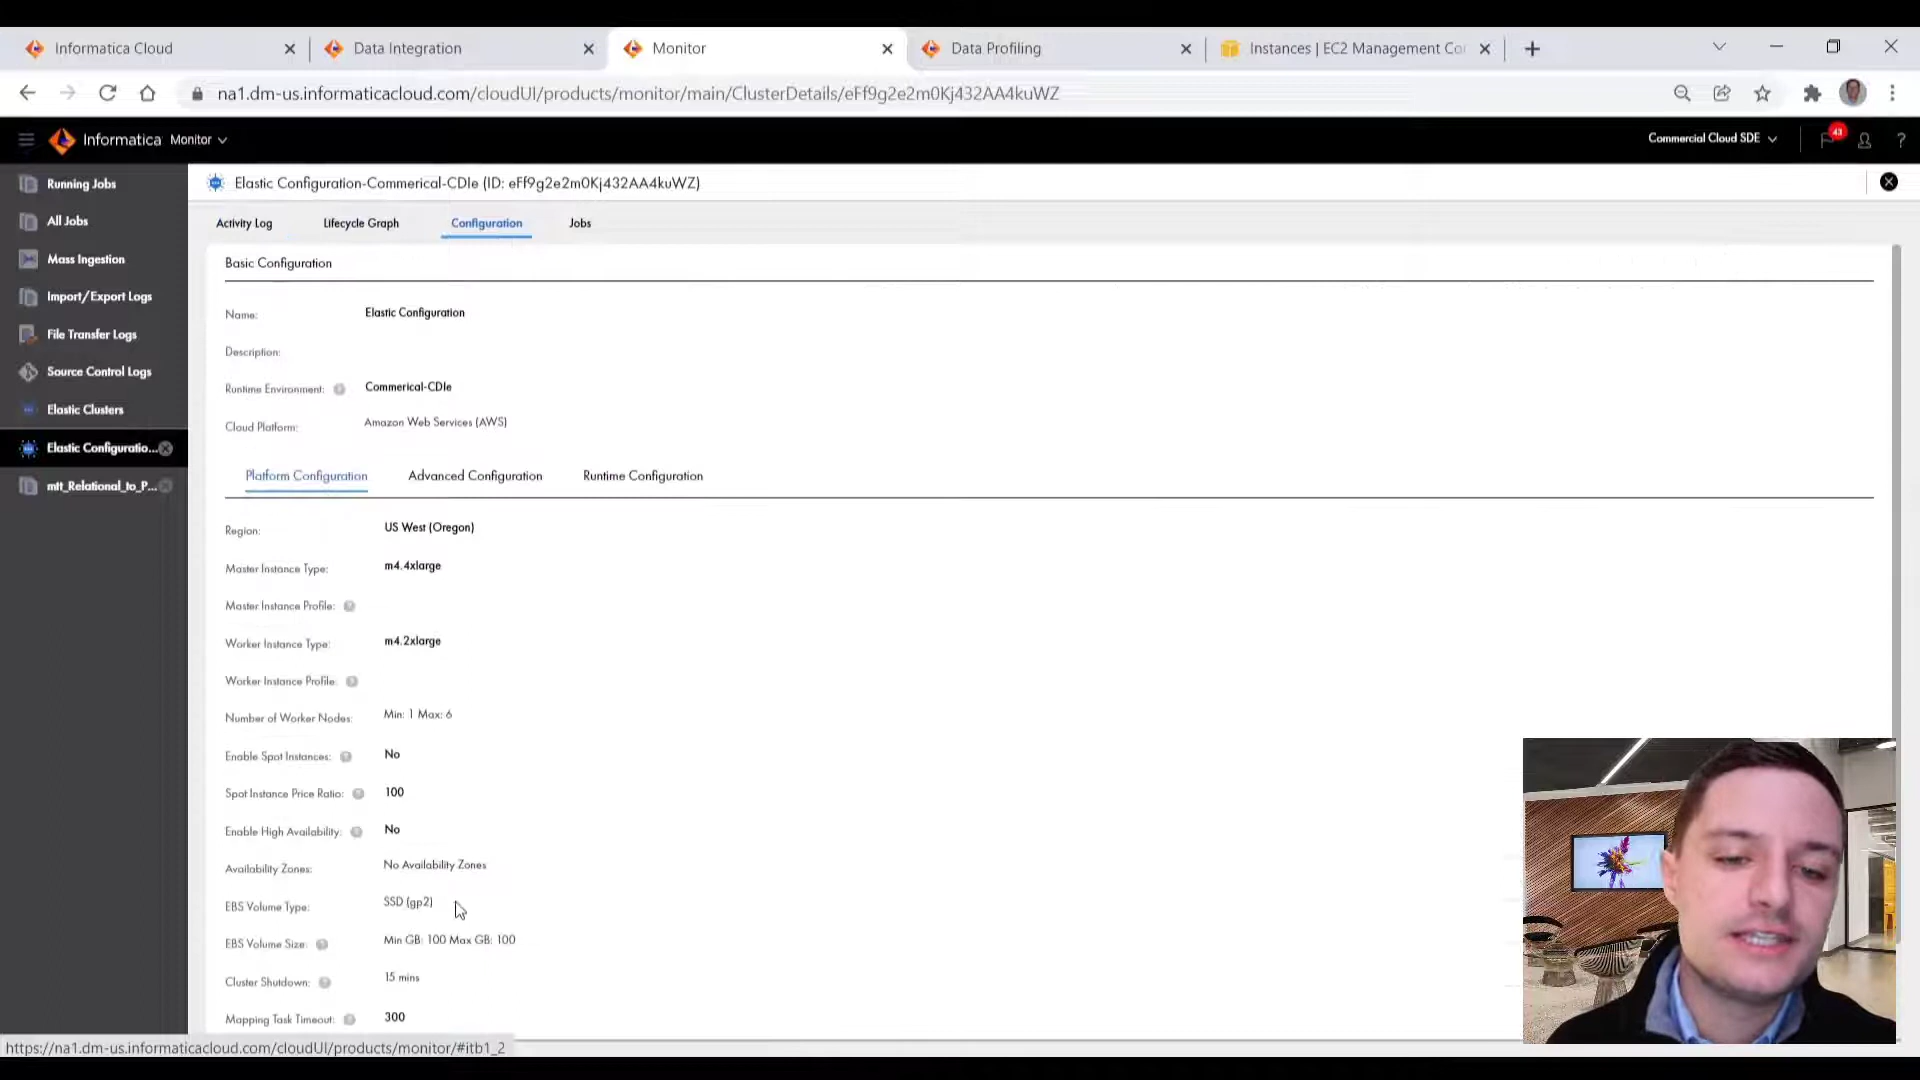 Informatica Cloud
Data Integration
Monitor
Data Profiling
Instances | EC2 Management Co
na1.dm-us.informaticacloud.com/cloudUI/products/monitor/main/ClusterDetails/eFf9g2e2m0Kj432AA4kuWZ
Informatica Monitor
Commercial Cloud SDE
43
?
Running Jobs
All Jobs
Mass Ingestion
Import/Export Logs
File Transfer Logs
Source Control Logs
Elastic Clusters
Elastic Configuratio...
mtt_Relational_to_P...
Elastic Configuration-Commerical-CDIe (ID: eFf9g2e2m0Kj432AA4kuWZ)
Activity Log Lifecycle Graph Configuration Jobs
Basic Configuration
Name: Elastic Configuration
Description:
Runtime Environment: Commerical-CDIe
Cloud Platform: Amazon Web Services (AWS)
Platform Configuration Advanced Configuration Runtime Configuration
Region: US West (Oregon)
Master Instance Type: m4.4xlarge
Master Instance Profile:
Worker Instance Type: m4.2xlarge
Worker Instance Profile:
Number of Worker Nodes: Min: 1 Max: 6
Enable Spot Instances: No
Spot Instance Price Ratio: 100
Enable High Availability: No
Availability Zones: No Availability Zones
EBS Volume Type: SSD (gp2)
EBS Volume Size: Min GB: 100 Max GB: 100
Cluster Shutdown: 15 mins
Mapping Task Timeout: 300
https://na1.dm-us.informaticacloud.com/cloudUI/products/monitor/#itb1_2